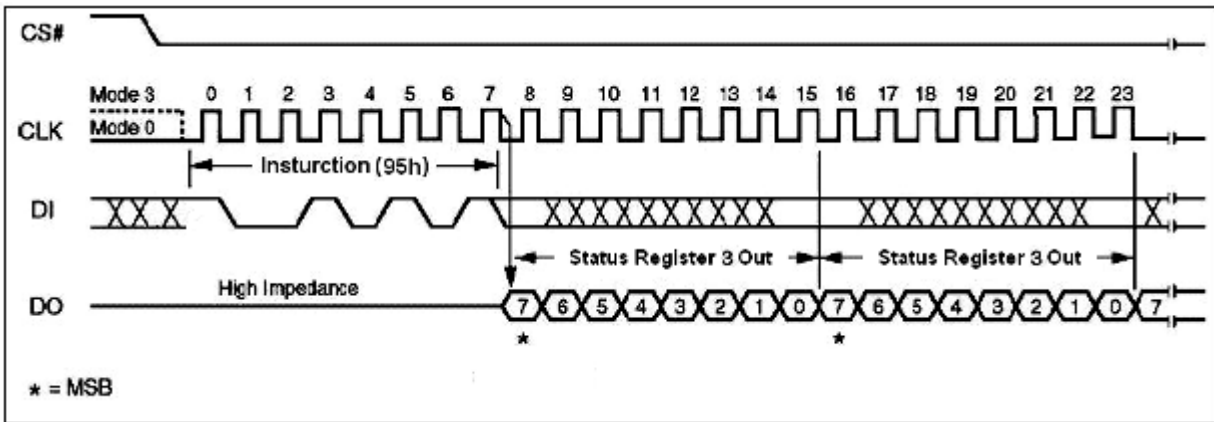 CS#
Mode 3 0 1 2 3 4 5 6 7 8 9 10 11 12 13 14 15 16 17 18 19 20 21 22 23
CLK Mode 0
Insturction (95h)
DI
Status Register 3 Out Status Register 3 Out
High Impedance
DO 7 6 5 4 3 2 1 0 7 6 5 4 3 2 1 0 7
* *
* = MSB